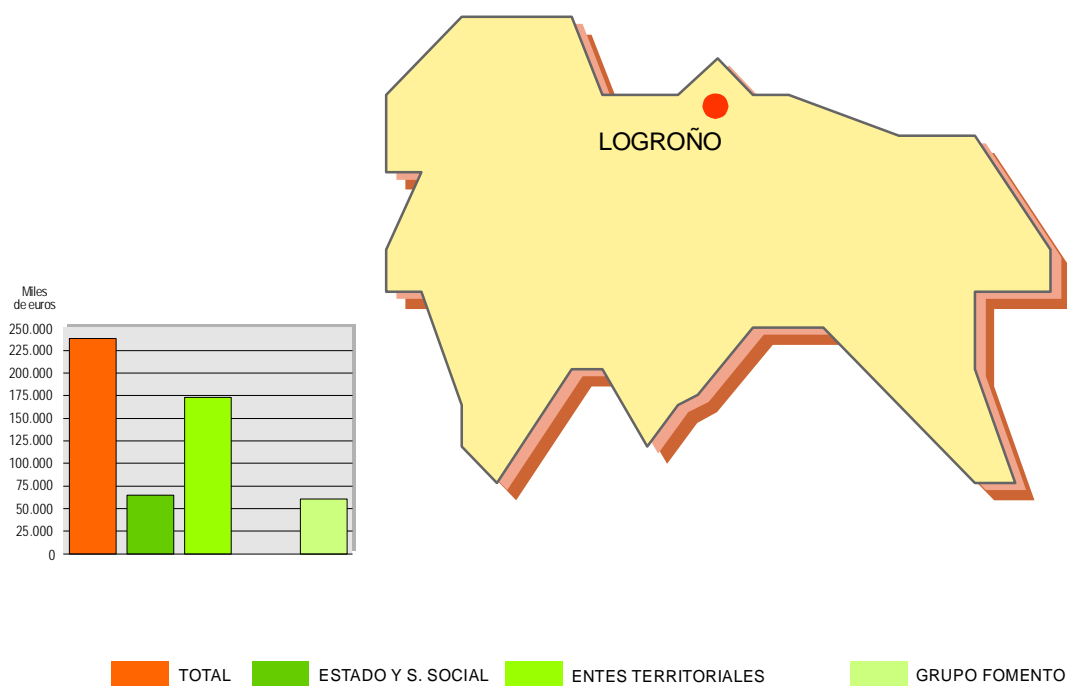 LOGROÑO
Miles
de euros
250.000
225.000
200.000
175.000
150.000
125.000
100.000
75.000
50.000
25.000
0
TOTAL
ESTADO Y S. SOCIAL
ENTES TERRITORIALES
GRUPO FOMENTO